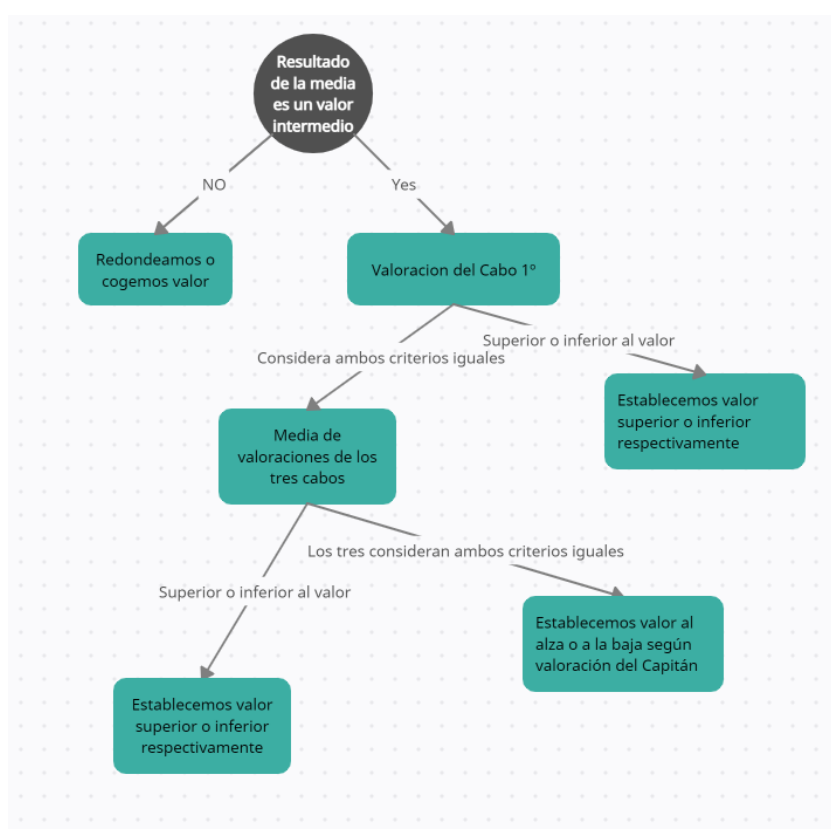 Resultado
de la media
es un valor
intermedio
NO
Yes
Redondeamos o
cogemos valor
Valoracion del Cabo 1º
Superior o inferior al valor
Considera ambos criterios iguales
Establecemos valor
superior o inferior
respectivamente
Media de
valoraciones de los
tres cabos
Los tres consideran ambos criterios iguales
Superior o inferior al valor
Establecemos valor al
alza o a la baja según
valoración del Capitán
Establecemos valor
superior o inferior
respectivamente